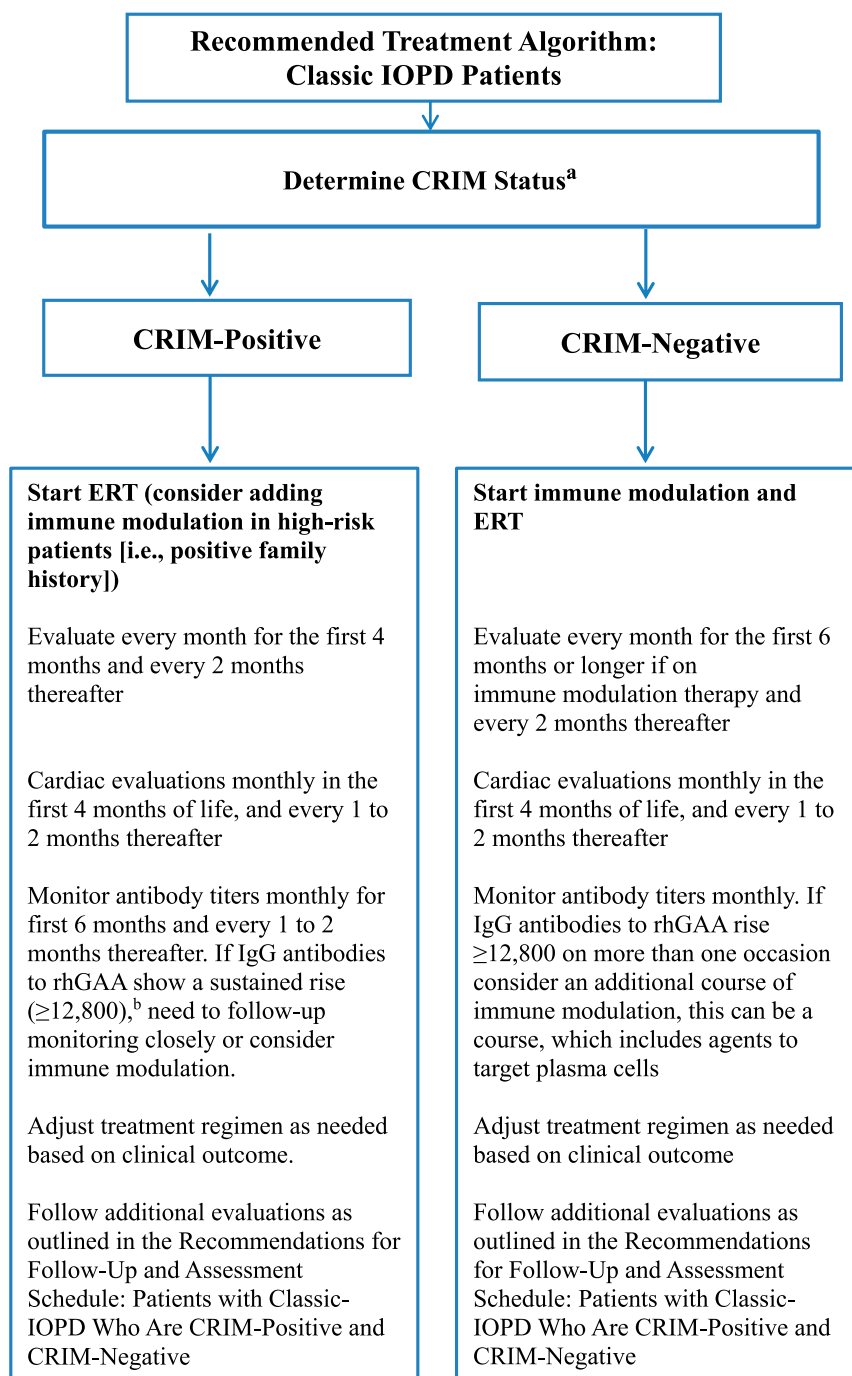 Recommended Treatment Algorithm:
Classic IOPD Patients
Determine CRIM Statusᵃ
CRIM-Positive
CRIM-Negative
Start ERT (consider adding
immune modulation in high-risk
patients [i.e., positive family
history])
Evaluate every month for the first 4
months and every 2 months
thereafter
Cardiac evaluations monthly in the
first 4 months of life, and every 1 to
2 months thereafter
Monitor antibody titers monthly for
first 6 months and every 1 to 2
months thereafter. If IgG antibodies
to rhGAA show a sustained rise
(≥12,800),ᵇ need to follow-up
monitoring closely or consider
immune modulation.
Adjust treatment regimen as needed
based on clinical outcome.
Follow additional evaluations as
outlined in the Recommendations for
Follow-Up and Assessment
Schedule: Patients with Classic-
IOPD Who Are CRIM-Positive and
CRIM-Negative
Start immune modulation and
ERT
Evaluate every month for the first 6
months or longer if on
immune modulation therapy and
every 2 months thereafter
Cardiac evaluations monthly in the
first 4 months of life, and every 1 to
2 months thereafter
Monitor antibody titers monthly. If
IgG antibodies to rhGAA rise
≥12,800 on more than one occasion
consider an additional course of
immune modulation, this can be a
course, which includes agents to
target plasma cells
Adjust treatment regimen as needed
based on clinical outcome
Follow additional evaluations as
outlined in the Recommendations
for Follow-Up and Assessment
Schedule: Patients with Classic-
IOPD Who Are CRIM-Positive and
CRIM-Negative